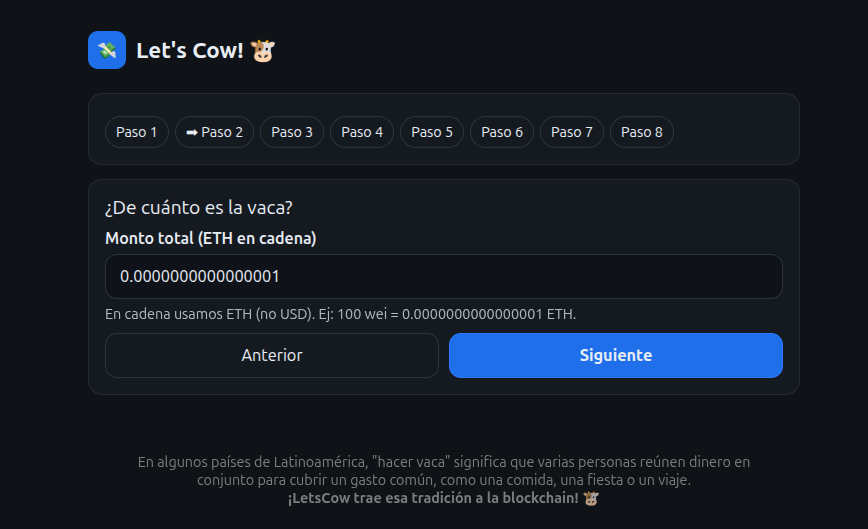 Let's Cow! 🐮
Paso 1 ➡ Paso 2 Paso 3 Paso 4 Paso 5 Paso 6 Paso 7 Paso 8
¿De cuánto es la vaca?
Monto total (ETH en cadena)
0.0000000000000001
En cadena usamos ETH (no USD). Ej: 100 wei = 0.0000000000000001 ETH.
Anterior Siguiente
En algunos países de Latinoamérica, "hacer vaca" significa que varias personas reúnen dinero en
conjunto para cubrir un gasto común, como una comida, una fiesta o un viaje.
¡LetsCow trae esa tradición a la blockchain! 🐮